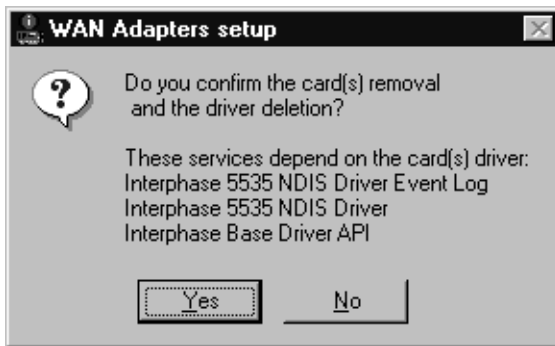 WAN Adapters setup
Do you confirm the card(s) removal
and the driver deletion?
These services depend on the card(s) driver:
Interphase 5535 NDIS Driver Event Log
Interphase 5535 NDIS Driver
Interphase Base Driver API
Yes
No